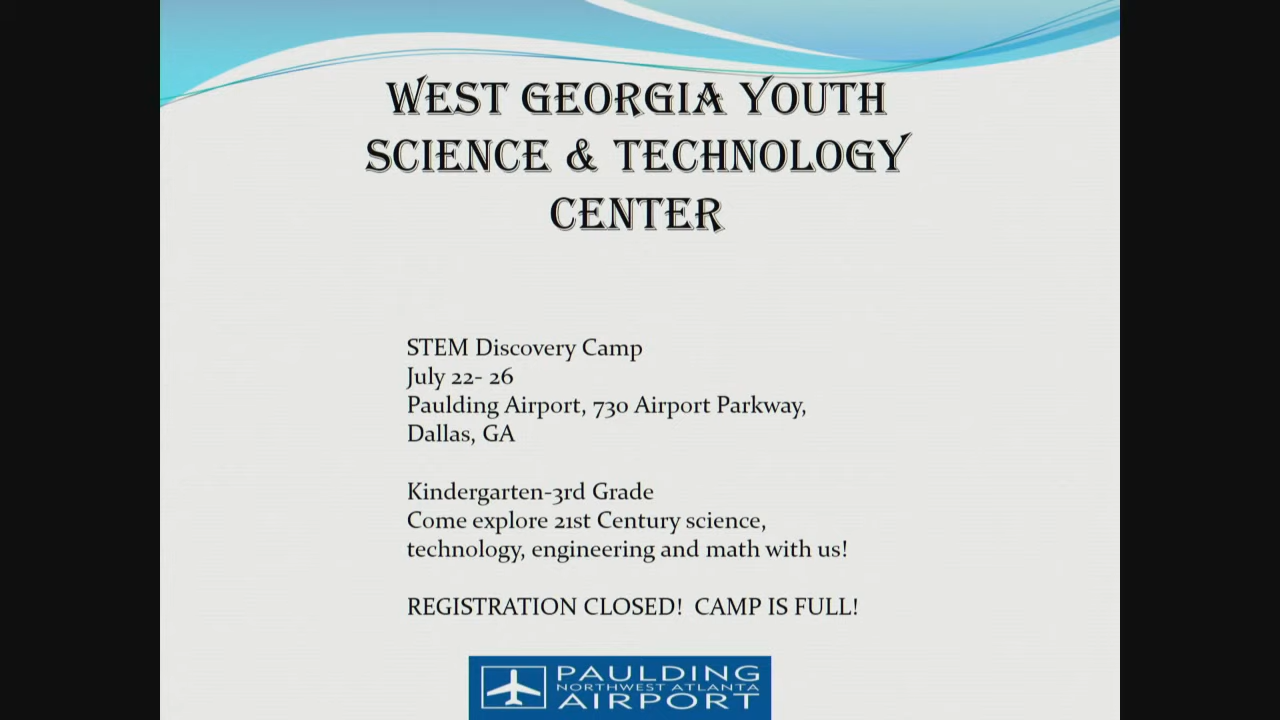 WEST GEORGIA YOUTH
SCIENCE & TECHNOLOGY
CENTER
STEM Discovery Camp
July 22- 26
Paulding Airport, 730 Airport Parkway,
Dallas, GA
Kindergarten-3rd Grade
Come explore 21st Century science,
technology, engineering and math with us!
REGISTRATION CLOSED!  CAMP IS FULL!
PAULDING
NORTHWEST ATLANTA
AIRPORT